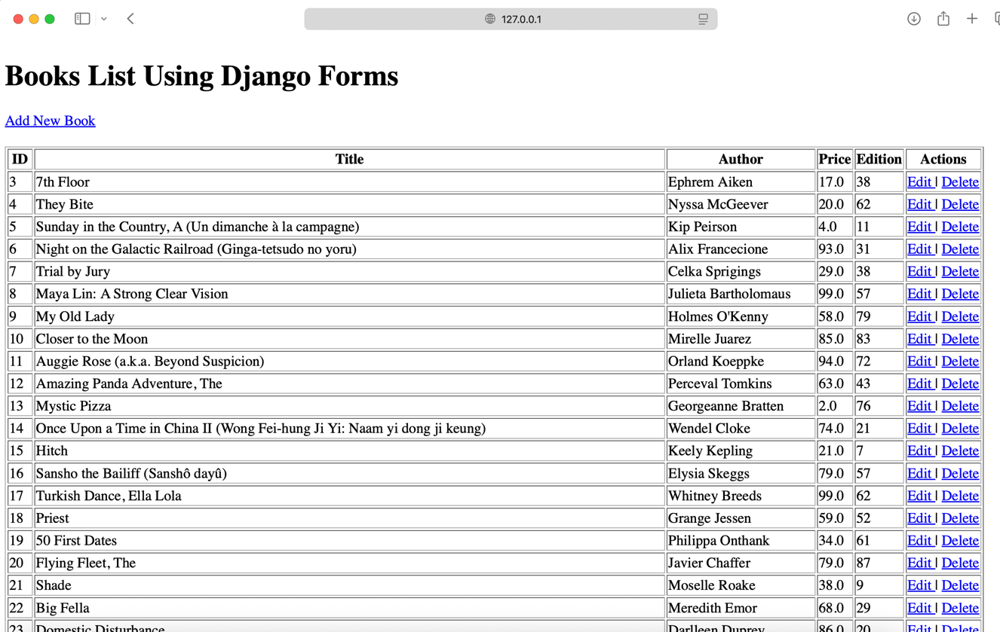 127.0.0.1
Books List Using Django Forms
Add New Book
ID Title Author Price Edition Actions
3 7th Floor Ephrem Aiken 17.0 38 Edit | Delete
4 They Bite Nyssa McGeever 20.0 62 Edit | Delete
5 Sunday in the Country, A (Un dimanche à la campagne) Kip Peirson 4.0 11 Edit | Delete
6 Night on the Galactic Railroad (Ginga-tetsudo no yoru) Alix Francecione 93.0 31 Edit | Delete
7 Trial by Jury Celka Sprigings 29.0 38 Edit | Delete
8 Maya Lin: A Strong Clear Vision Julieta Bartholomaus 99.0 57 Edit | Delete
9 My Old Lady Holmes O'Kenny 58.0 79 Edit | Delete
10 Closer to the Moon Mirelle Juarez 85.0 83 Edit | Delete
11 Auggie Rose (a.k.a. Beyond Suspicion) Orland Koeppke 94.0 72 Edit | Delete
12 Amazing Panda Adventure, The Perceval Tomkins 63.0 43 Edit | Delete
13 Mystic Pizza Georgeanne Bratten 2.0 76 Edit | Delete
14 Once Upon a Time in China II (Wong Fei-hung Ji Yi: Naam yi dong ji keung) Wendel Cloke 74.0 21 Edit | Delete
15 Hitch Keely Kepling 21.0 7 Edit | Delete
16 Sansho the Bailiff (Sanshô dayû) Elysia Skeggs 79.0 57 Edit | Delete
17 Turkish Dance, Ella Lola Whitney Breeds 99.0 62 Edit | Delete
18 Priest Grange Jessen 59.0 52 Edit | Delete
19 50 First Dates Philippa Onthank 34.0 61 Edit | Delete
20 Flying Fleet, The Javier Chaffer 79.0 87 Edit | Delete
21 Shade Moselle Roake 38.0 9 Edit | Delete
22 Big Fella Meredith Emor 68.0 29 Edit | Delete
23 Domestic Disturbance Darlleen Duprey 86.0 20 Edit | Delete